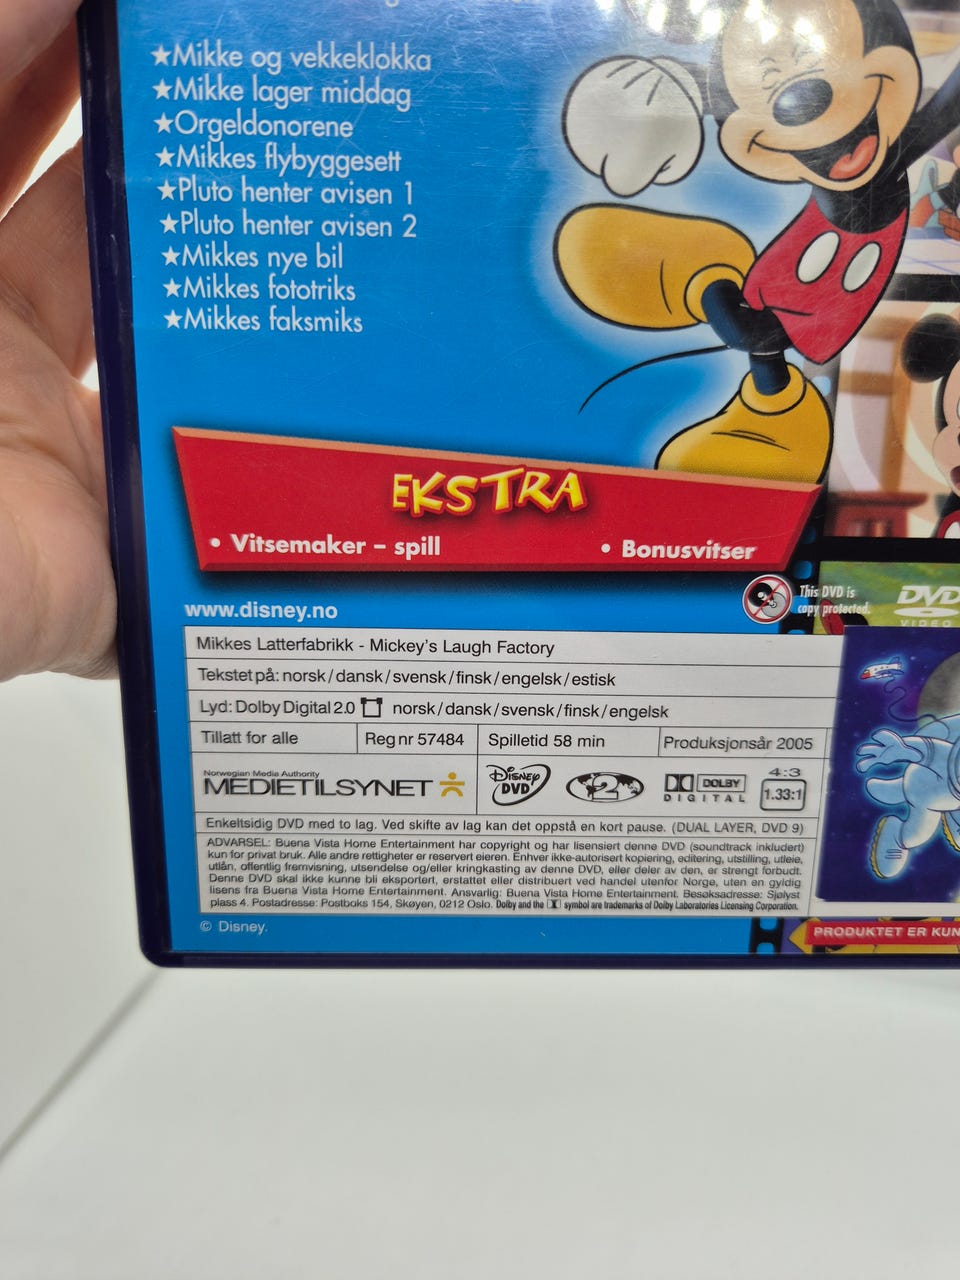 ★Mikke og vekkeklokka
★Mikke lager middag
★Orgeldonorene
★Mikkes flybyggesett
★Pluto henter avisen 1
★Pluto henter avisen 2
★Mikkes nye bil
★Mikkes fototriks
★Mikkes faksmiks
EKSTRA
• Vitsemaker – spill • Bonusvitser
www.disney.no
This DVD is
copy protected.
DVD
VIDEO
Mikkes Latterfabrikk - Mickey's Laugh Factory
Tekstet på: norsk/dansk/svensk/finsk/engelsk/estisk
Lyd: Dolby Digital 2.0 norsk/dansk/svensk/finsk/engelsk
Tillatt for alle Reg nr 57484 Spilletid 58 min Produksjonsår 2005
Norwegian Media Authority
MEDIETILSYNET
DISNEY
DVD
2
DOLBY
DIGITAL
4:3
1.33:1
Enkeltsidig DVD med to lag. Ved skifte av lag kan det oppstå en kort pause. (DUAL LAYER, DVD 9)
ADVARSEL: Buena Vista Home Entertainment har copyright og har lisensiert denne DVD (soundtrack inkludert)
kun for privat bruk. Alle andre rettigheter er reservert eieren. Enhver ikke-autorisert kopiering, editering, utstilling, utleie,
utlån, offentlig fremvisning, utsendelse og/eller kringkasting av denne DVD, eller deler av den, er strengt forbudt.
Denne DVD skal ikke kunne bli eksportert, erstattet eller distribuert ved handel utenfor Norge, uten en gyldig
lisens fra Buena Vista Home Entertainment. Ansvarlig: Buena Vista Home Entertainment. Besøksadresse: Sjølyst
plass 4. Postadresse: Postboks 154, Skøyen, 0212 Oslo. Dolby and the symbol are trademarks of Dolby Laboratories Licensing Corporation.
© Disney.
PRODUKTET ER KUN